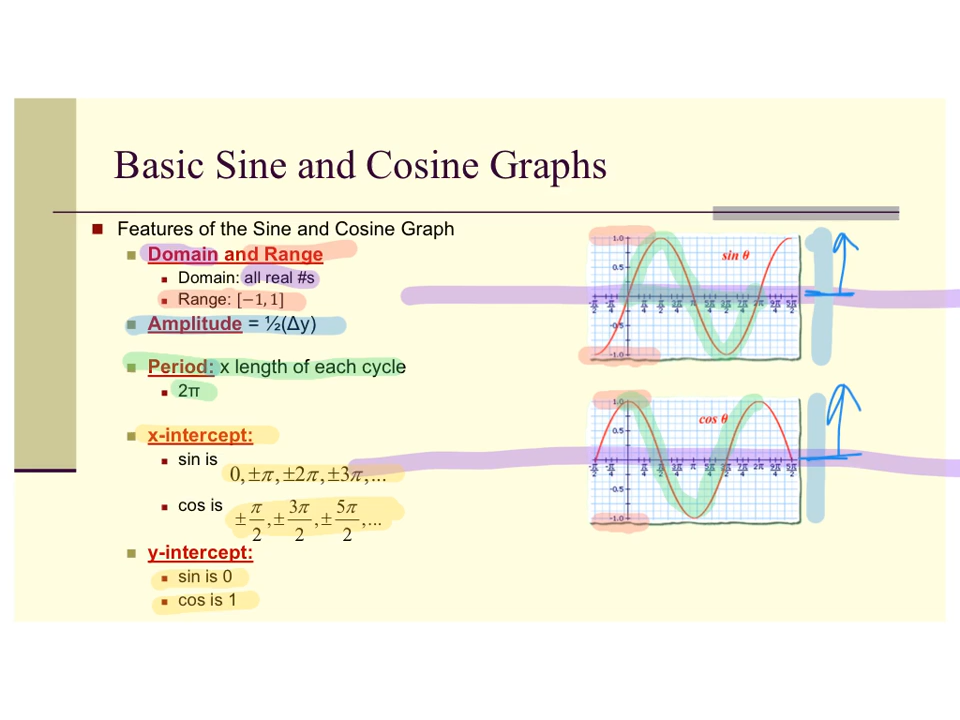 Basic Sine and Cosine Graphs
Features of the Sine and Cosine Graph
Domain and Range
Domain: all real #s
Range: [−1, 1]
Amplitude = ½(Δy)
Period: x length of each cycle
2π
x-intercept:
sin is 0, ±π, ±2π, ±3π, ...
cos is ±π/2, ±3π/2, ±5π/2, ...
y-intercept:
sin is 0
cos is 1
1.0
sin θ
0.5
-0.5
-1.0
1.0
cos θ
0.5
-0.5
-1.0